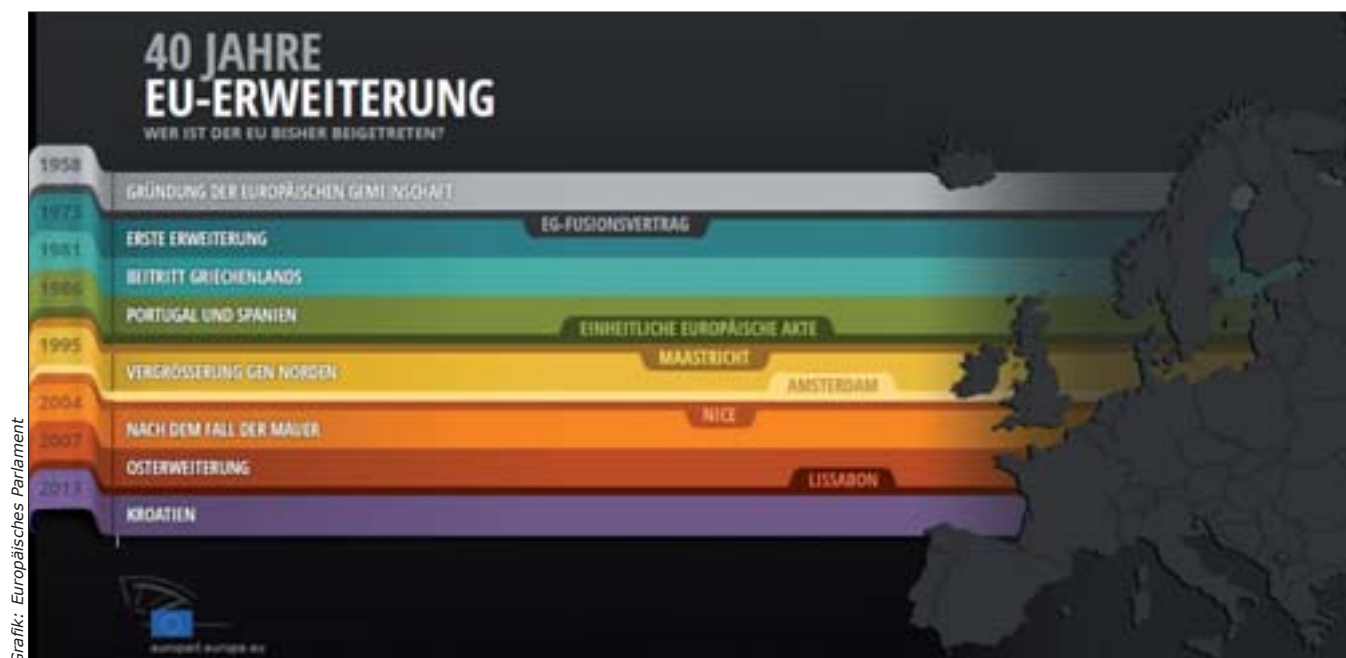 40 JAHRE
EU-ERWEITERUNG
WER IST DER EU BISHER BEIGETRETEN?
1958
GRÜNDUNG DER EUROPÄISCHEN GEMEINSCHAFT
1973
EG-FUSIONSVERTRAG
ERSTE ERWEITERUNG
1981
BEITRITT GRIECHENLANDS
1986
PORTUGAL UND SPANIEN
EINHEITLICHE EUROPÄISCHE AKTE
1995
MAASTRICHT
VERGRÖSSERUNG GEN NORDEN
AMSTERDAM
2004
NICE
NACH DEM FALL DER MAUER
2007
OSTERWEITERUNG
LISSABON
2013
KROATIEN
europarl.europa.eu
Grafik: Europäisches Parlament